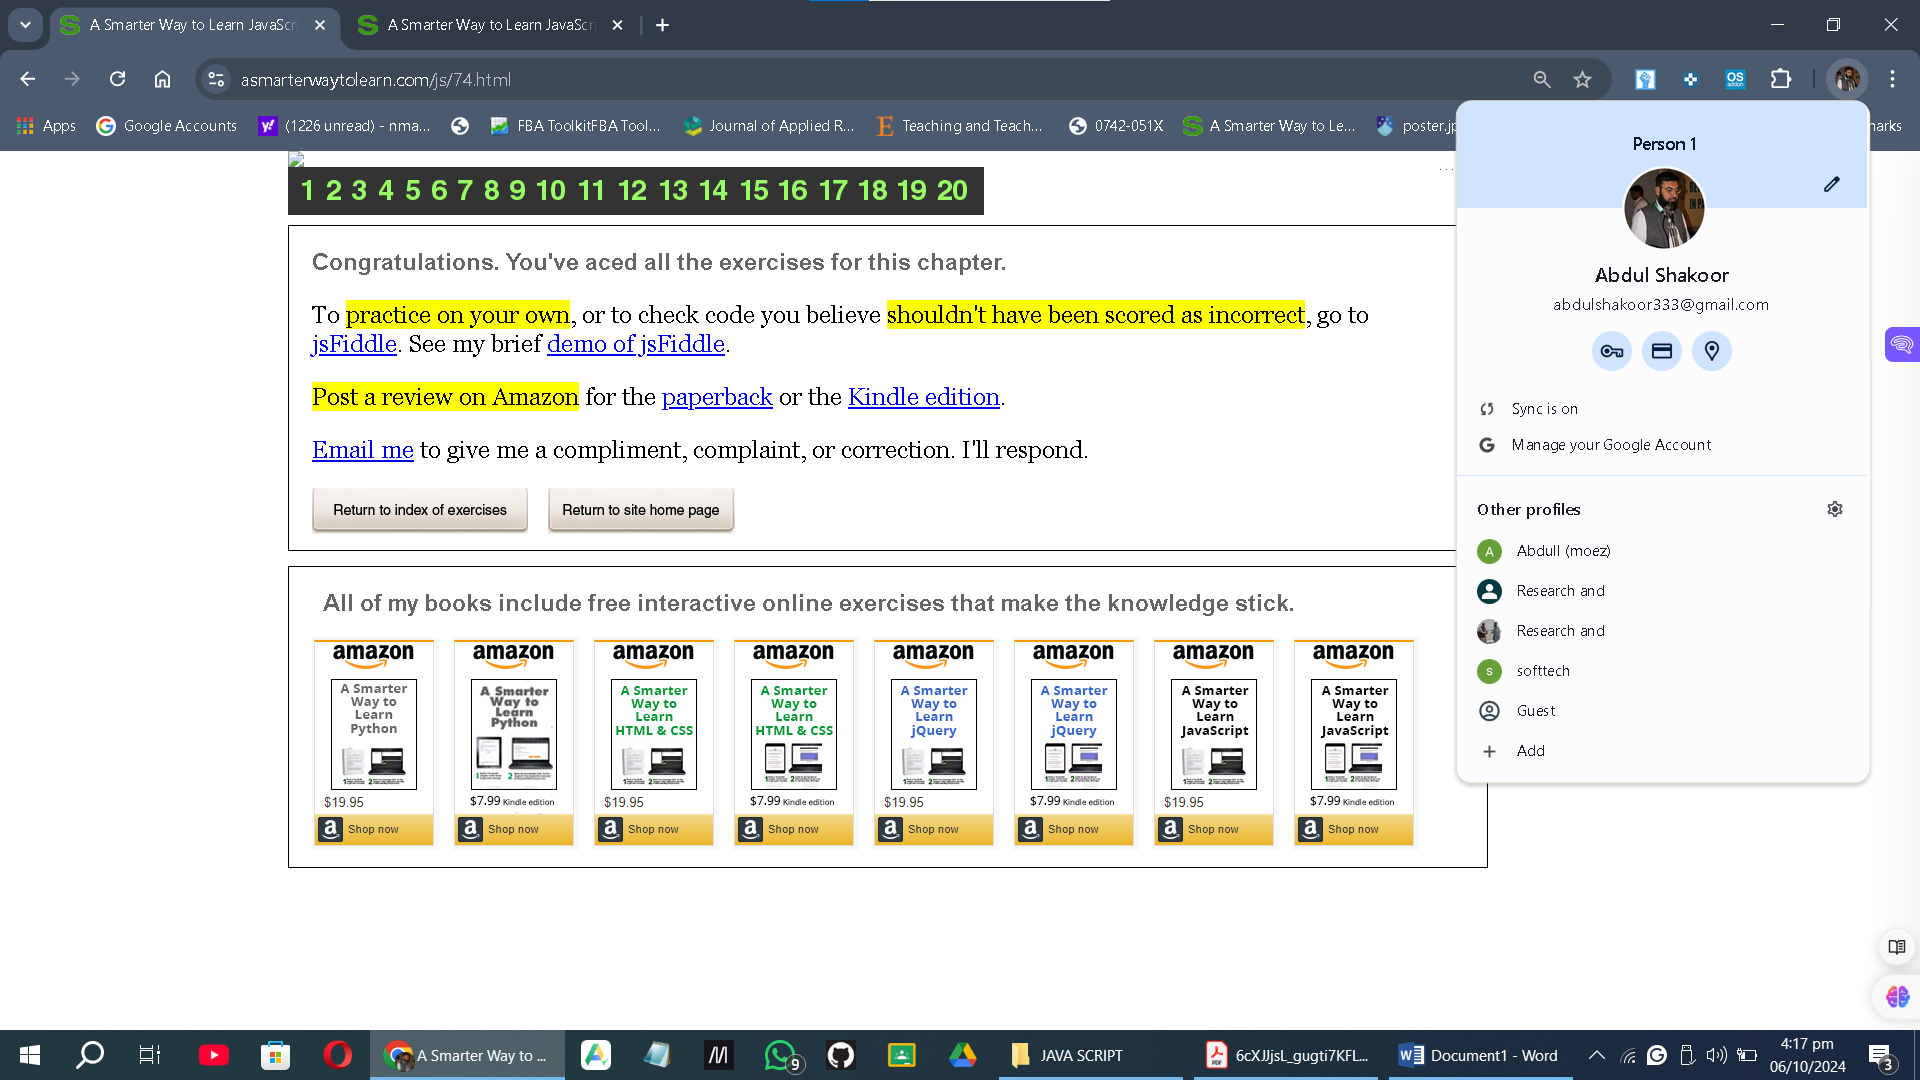 A Smarter Way to Learn JavaScri
A Smarter Way to Learn JavaScri
asmarterwaytolearn.com/js/74.html
Apps
Google Accounts
(1226 unread) - nma...
FBA ToolkitFBA Tool...
Journal of Applied R...
Teaching and Teach...
0742-051X
A Smarter Way to Le...
poster.jp
narks
1 2 3 4 5 6 7 8 9 10 11 12 13 14 15 16 17 18 19 20
Congratulations. You've aced all the exercises for this chapter.
To practice on your own, or to check code you believe shouldn't have been scored as incorrect, go to
jsFiddle. See my brief demo of jsFiddle.
Post a review on Amazon for the paperback or the Kindle edition.
Email me to give me a compliment, complaint, or correction. I'll respond.
Return to index of exercises
Return to site home page
All of my books include free interactive online exercises that make the knowledge stick.
amazon
A Smarter
Way to
Learn
Python
$19.95
Shop now
amazon
A Smarter
Way to
Learn
Python
$7.99 Kindle edition
Shop now
amazon
A Smarter
Way to
Learn
HTML & CSS
$19.95
Shop now
amazon
A Smarter
Way to
Learn
HTML & CSS
$7.99 Kindle edition
Shop now
amazon
A Smarter
Way to
Learn
jQuery
$19.95
Shop now
amazon
A Smarter
Way to
Learn
jQuery
$7.99 Kindle edition
Shop now
amazon
A Smarter
Way to
Learn
JavaScript
$19.95
Shop now
amazon
A Smarter
Way to
Learn
JavaScript
$7.99 Kindle edition
Shop now
Person 1
Abdul Shakoor
abdulshakoor333@gmail.com
Sync is on
Manage your Google Account
Other profiles
Abdull (moez)
Research and
Research and
softtech
Guest
Add
A Smarter Way to ...
9
JAVA SCRIPT
6cXJJjsL_gugti7KFL...
Document1 - Word
4:17 pm
06/10/2024
3